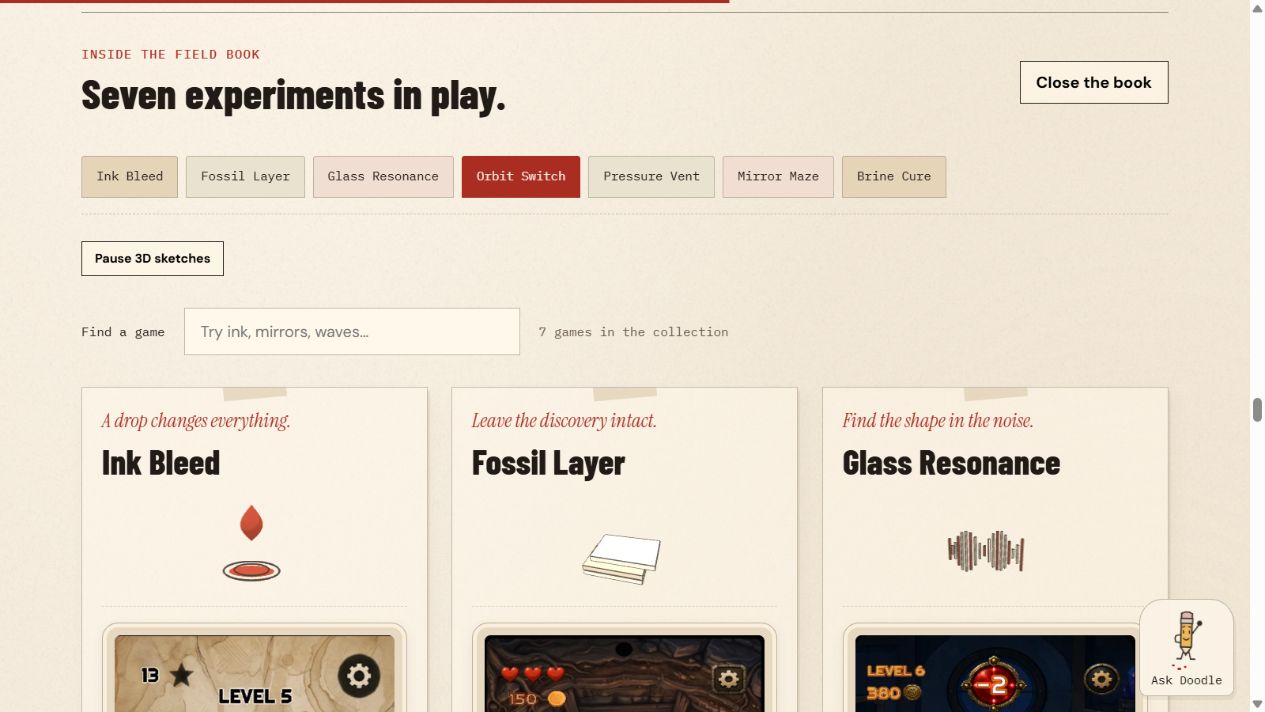 INSIDE THE FIELD BOOK
Seven experiments in play.
Close the book
Ink Bleed
Fossil Layer
Glass Resonance
Orbit Switch
Pressure Vent
Mirror Maze
Brine Cure
Pause 3D sketches
Find a game
Try ink, mirrors, waves…
7 games in the collection
A drop changes everything.
Ink Bleed
13
LEVEL 5
Leave the discovery intact.
Fossil Layer
150
Find the shape in the noise.
Glass Resonance
LEVEL 6
380
-2
Ask Doodle